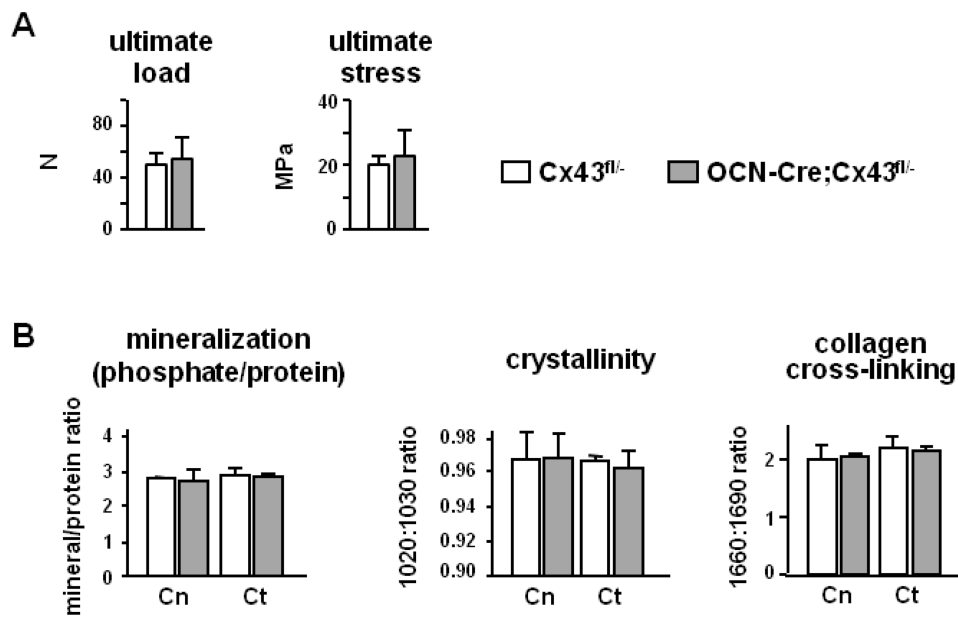 A
ultimate
load
N
80
40
0
ultimate
stress
MPa
40
20
0
Cx43fl/-
OCN-Cre;Cx43fl/-
B
mineralization
(phosphate/protein)
mineral/protein ratio
4
3
2
1
0
Cn Ct
crystallinity
1020:1030 ratio
0.98
0.96
0.94
0.92
0.90
Cn Ct
collagen
cross-linking
1660:1690 ratio
2
1
0
Cn Ct